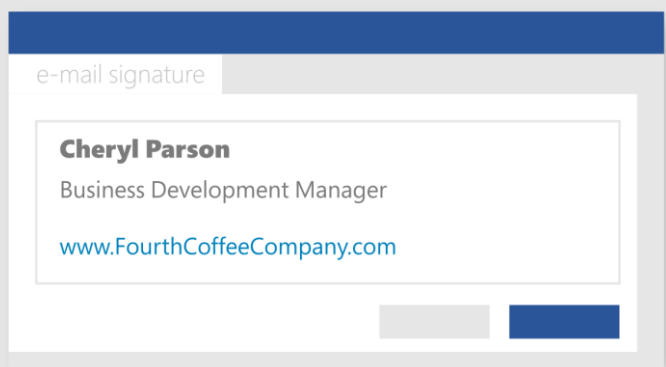 e-mail signature
Cheryl Parson
Business Development Manager
www.FourthCoffeeCompany.com